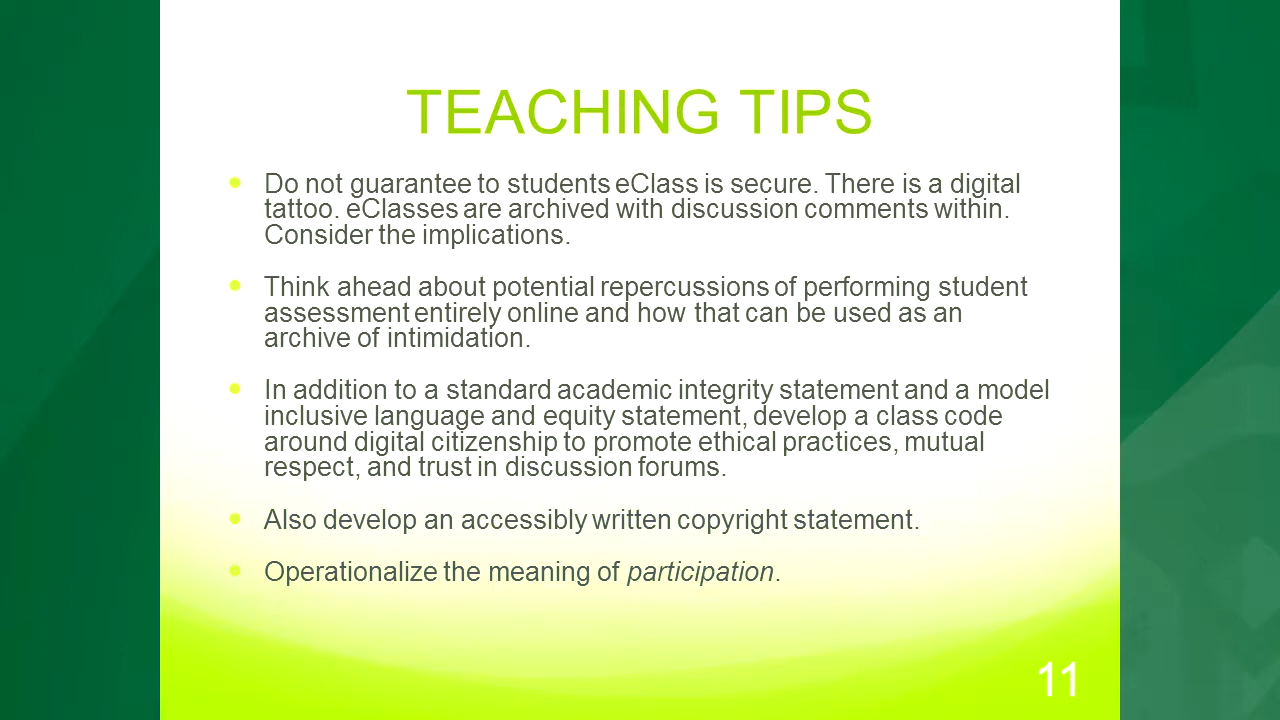 TEACHING TIPS
Do not guarantee to students eClass is secure. There is a digital
tattoo. eClasses are archived with discussion comments within.
Consider the implications.
Think ahead about potential repercussions of performing student
assessment entirely online and how that can be used as an
archive of intimidation.
In addition to a standard academic integrity statement and a model
inclusive language and equity statement, develop a class code
around digital citizenship to promote ethical practices, mutual
respect, and trust in discussion forums.
Also develop an accessibly written copyright statement.
Operationalize the meaning of participation.
11